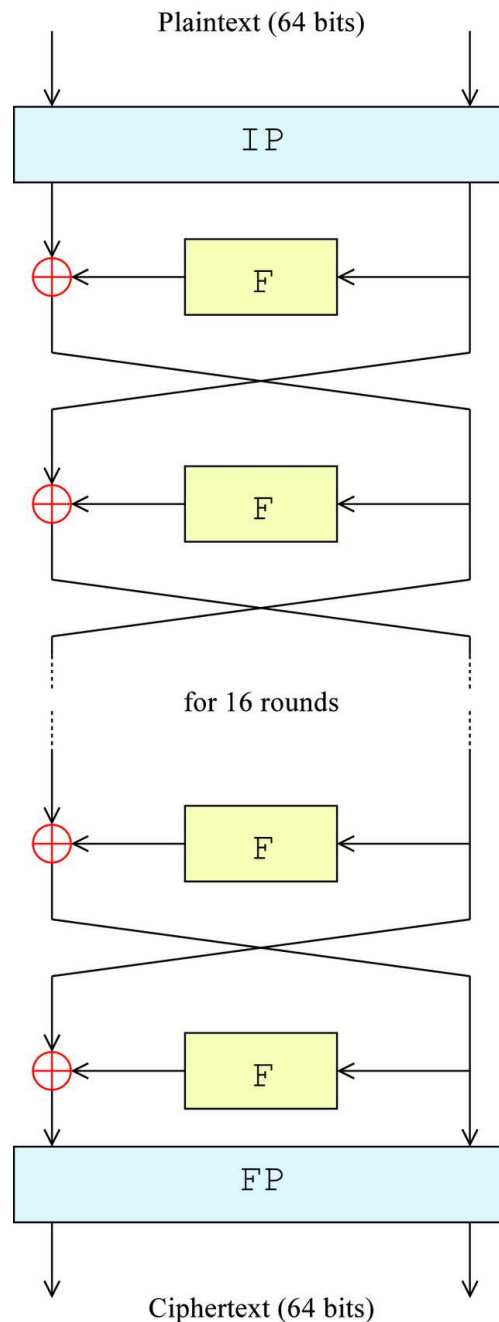 Plaintext (64 bits)
IP
F
F
for 16 rounds
F
F
FP
Ciphertext (64 bits)